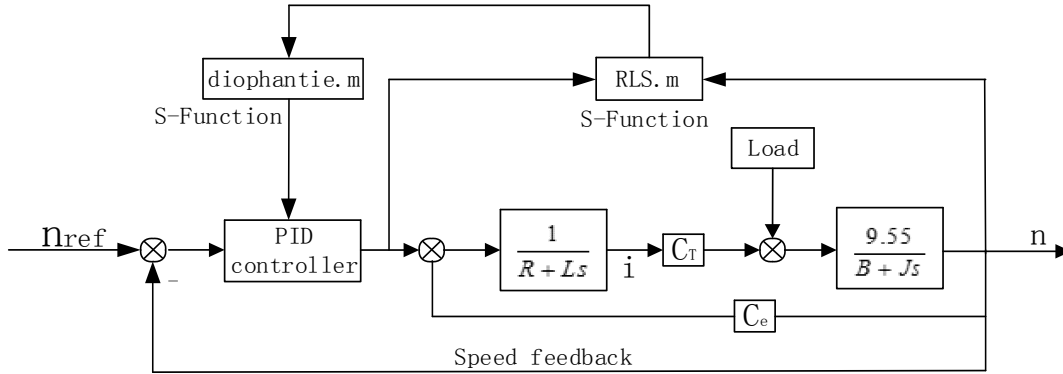 diophantie.m
RLS.m
S-Function
S-Function
Load
nref
PID
controller
1
R + Ls
i
CT
9.55
B + Js
n
–
Ce
Speed feedback